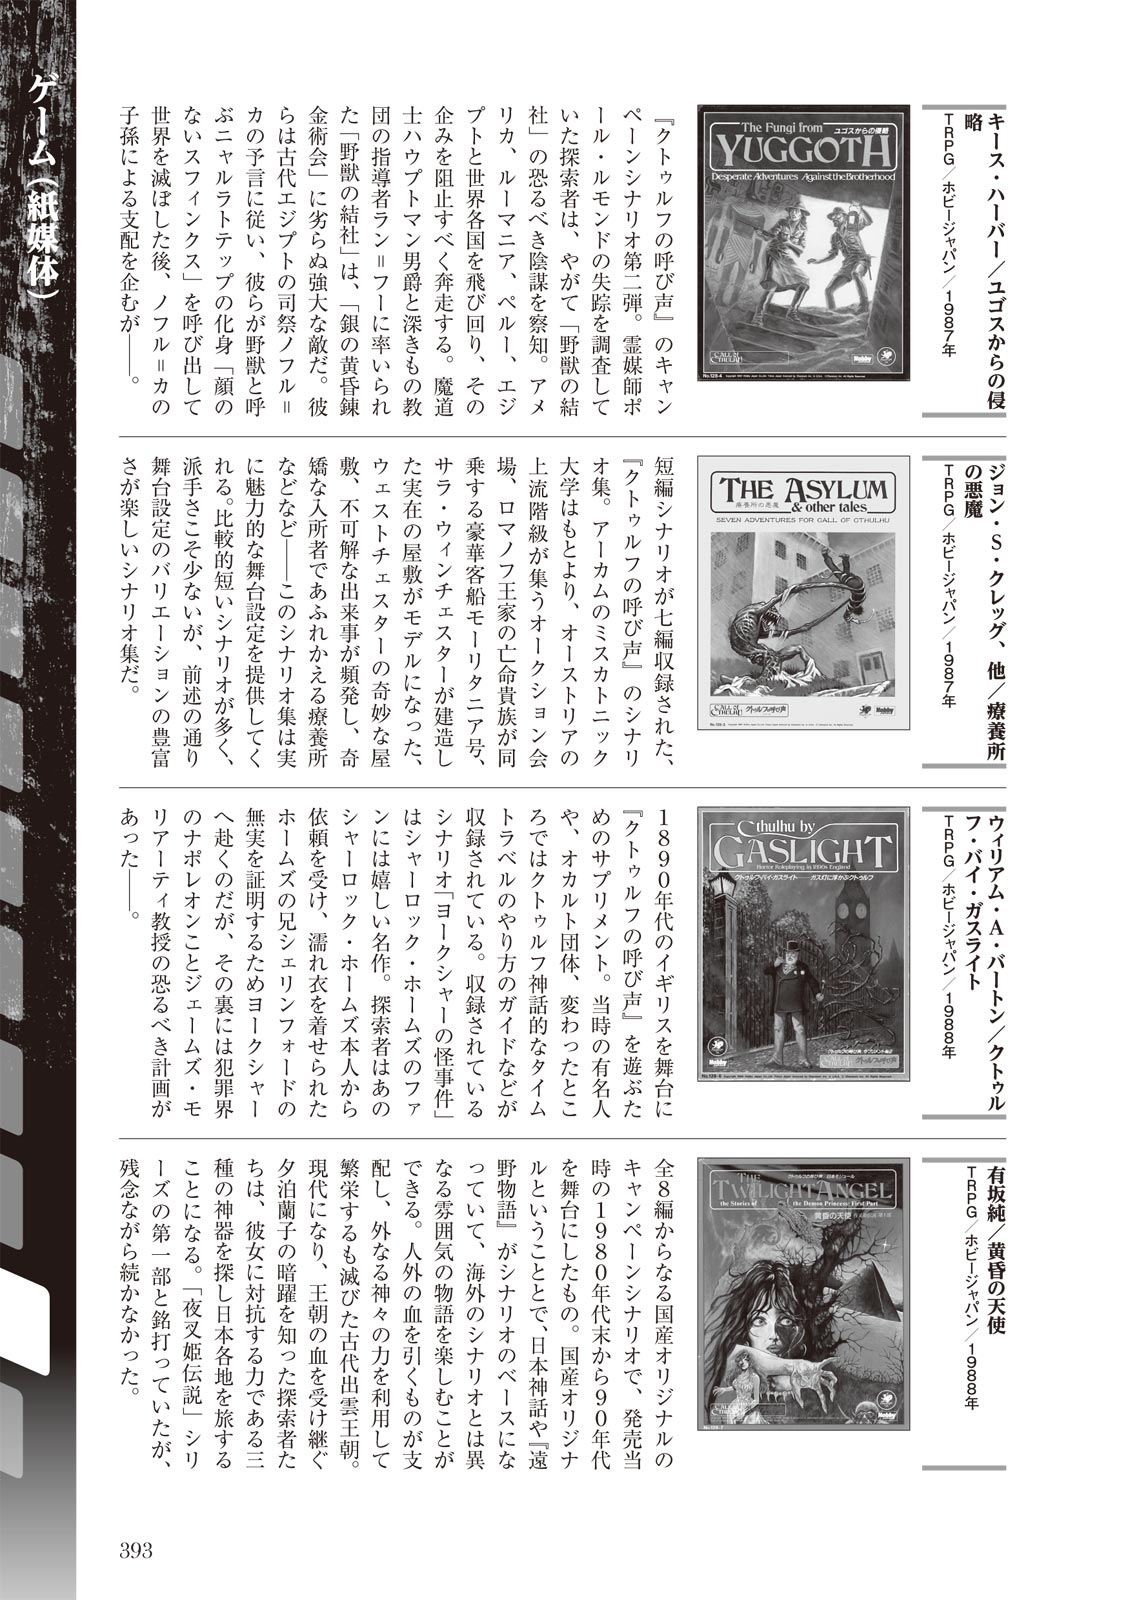 ゲーム（紙媒体）
キース・ハーバー／ユゴスからの侵
略
TRPG／ホビージャパン／1987年
The Fungi from
ユゴスからの侵略
YUGGOTH
Desperate Adventures Against the Brotherhood
CALL OF CTHULHU
Hobby
No.128-4
『クトゥルフの呼び声』のキャン
ペーンシナリオ第二弾。霊媒師ポ
ール・ルモンドの失踪を調査して
いた探索者は、やがて「野獣の結
社」の恐るべき陰謀を察知。アメ
リカ、ルーマニア、ペルー、エジ
プトと世界各国を飛び回り、その
企みを阻止すべく奔走する。魔道
士ハウプトマン男爵と深きもの教
団の指導者ラン＝フーに率いられ
た「野獣の結社」は、「銀の黄昏錬
金術会」に劣らぬ強大な敵だ。彼
らは古代エジプトの司祭ノフル＝
カの予言に従い、彼らが野獣と呼
ぶニャルラトテップの化身「顔の
ないスフィンクス」を呼び出して
世界を滅ぼした後、ノフル＝カの
子孫による支配を企むが――。
ジョン・S・クレッグ、他／療養所
の悪魔
TRPG／ホビージャパン／1987年
THE ASYLUM
& other tales
療養所の悪魔
SEVEN ADVENTURES FOR CALL OF CTHULHU
CALL OF CTHULHU
クトゥルフの呼び声
Hobby
短編シナリオが七編収録された、
『クトゥルフの呼び声』のシナリ
オ集。アーカムのミスカトニック
大学はもとより、オーストリアの
上流階級が集うオークション会
場、ロマノフ王家の亡命貴族が同
乗する豪華客船モーリタニア号、
サラ・ウィンチェスターが建造し
た実在の屋敷がモデルになった、
ウェストチェスターの奇妙な屋
敷、不可解な出来事が頻発し、奇
矯な入所者であふれかえる療養所
などなど――このシナリオ集は実
に魅力的な舞台設定を提供してく
れる。比較的短いシナリオが多く、
派手さこそ少ないが、前述の通り
舞台設定のバリエーションの豊富
さが楽しいシナリオ集だ。
ウィリアム・A・バートン／クトゥル
フ・バイ・ガスライト
TRPG／ホビージャパン／1988年
Cthulhu by
GASLIGHT
Horror Roleplaying in 1890s England
クトゥルフ・バイ・ガスライト――ガス灯に浮かぶクトゥルフ
クトゥルフの呼び声
Hobby
1890年代のイギリスを舞台に
『クトゥルフの呼び声』を遊ぶた
めのサプリメント。当時の有名人
や、オカルト団体、変わったとこ
ろではクトゥルフ神話的なタイム
トラベルのやり方のガイドなどが
収録されている。収録されている
シナリオ「ヨークシャーの怪事件」
はシャーロック・ホームズのファ
ンには嬉しい名作。探索者はあの
シャーロック・ホームズ本人から
依頼を受け、濡れ衣を着せられた
ホームズの兄シェリンフォードの
無実を証明するためヨークシャー
へ赴くのだが、その裏には犯罪界
のナポレオンことジェームズ・モ
リアーティ教授の恐るべき計画が
あった――。
有坂純／黄昏の天使
TRPG／ホビージャパン／1988年
クトゥルフの呼び声／日本モジュール
THE
TWILIGHT ANGEL
the Stories of the Demon Princess: First Part
黄昏の天使
Hobby
全8編からなる国産オリジナルの
キャンペーンシナリオで、発売当
時の1980年代末から90年代
を舞台にしたもの。国産オリジナ
ルということで、日本神話や『遠
野物語』がシナリオのベースにな
っていて、海外のシナリオとは異
なる雰囲気の物語を楽しむことが
できる。人外の血を引くものが支
配し、外なる神々の力を利用して
繁栄するも滅びた古代出雲王朝。
現代になり、王朝の血を受け継ぐ
夕泊蘭子の暗躍を知った探索者た
ちは、彼女に対抗する力である三
種の神器を探し日本各地を旅する
ことになる。「夜叉姫伝説」シリ
ーズの第一部と銘打っていたが、
残念ながら続かなかった。
393